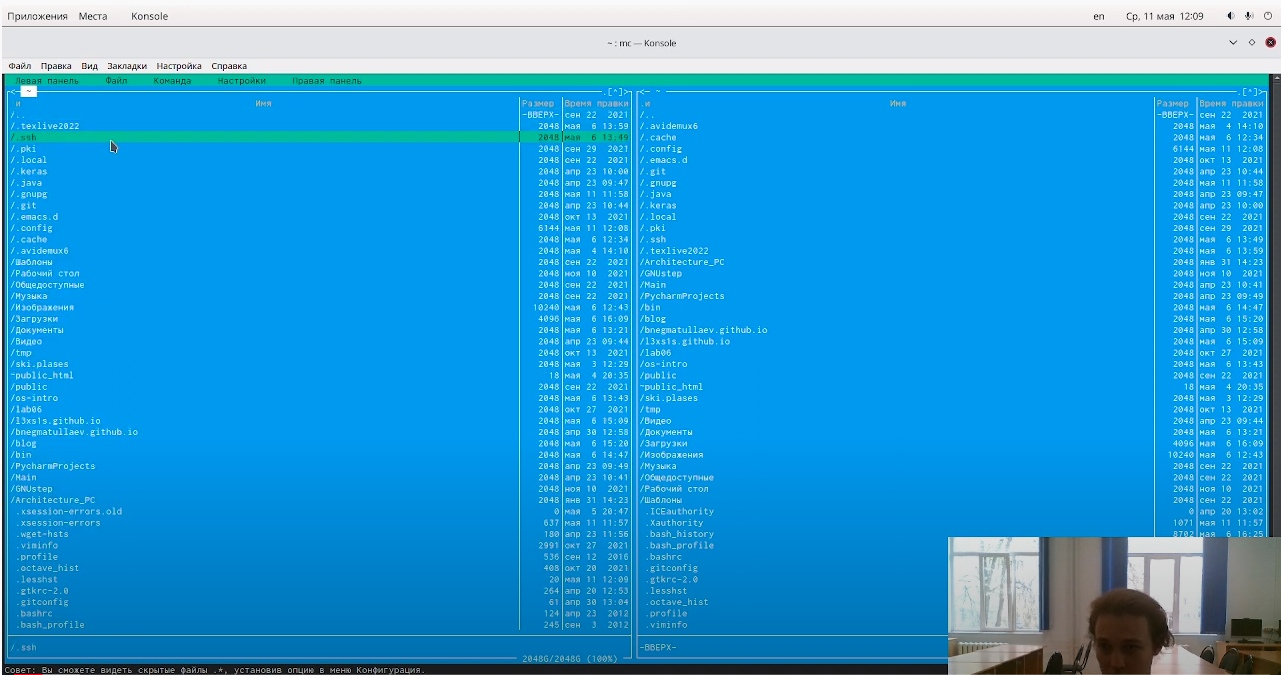 Приложения Места Konsole en Ср, 11 мая 12:09
~ : mc — Konsole
Файл Правка Вид Закладки Настройка Справка
Левая панель Файл Команда Настройки Правая панель
<─ ~ .[^]>
и Имя Размер Время правки
/.. -ВВЕРХ- сен 22 2021
/.texlive2022 2048 мая 6 13:59
/.ssh 2048 мая 6 13:49
/.pki 2048 сен 29 2021
/.local 2048 сен 22 2021
/.keras 2048 апр 23 10:00
/.java 2048 апр 23 09:47
/.gnupg 2048 мая 11 11:58
/.git 2048 апр 23 10:44
/.emacs.d 2048 окт 13 2021
/.config 6144 мая 11 12:08
/.cache 2048 мая 6 12:34
/.avidemux6 2048 мая 4 14:10
/Шаблоны 2048 сен 22 2021
/Рабочий стол 2048 ноя 10 2021
/Общедоступные 2048 сен 22 2021
/Музыка 2048 сен 22 2021
/Изображения 10240 мая 6 12:43
/Загрузки 4096 мая 6 16:09
/Документы 2048 мая 6 13:21
/Видео 2048 апр 23 09:44
/tmp 2048 окт 13 2021
/ski.plases 2048 мая 3 12:29
~public_html 18 мая 4 20:35
/public 2048 сен 22 2021
/os-intro 2048 мая 6 13:43
/lab06 2048 окт 27 2021
/l3xs1s.github.io 2048 мая 6 15:09
/bnegmatullaev.github.io 2048 апр 30 12:58
/blog 2048 мая 6 15:20
/bin 2048 мая 6 14:47
/PycharmProjects 2048 апр 23 09:49
/Main 2048 апр 23 10:41
/GNUstep 2048 ноя 10 2021
/Architecture_PC 2048 янв 31 14:23
.xsession-errors.old 0 мая 5 20:47
.xsession-errors 637 мая 11 11:57
.wget-hsts 180 апр 23 11:56
.viminfo 2991 окт 27 2021
.profile 536 сен 12 2016
.octave_hist 408 окт 20 2021
.lesshst 20 мая 11 12:09
.gtkrc-2.0 264 апр 20 12:53
.gitconfig 61 апр 30 13:04
.bashrc 124 апр 23 2012
.bash_profile 245 сен 3 2012
/.ssh
2048G/2048G (100%)
<─ ~ .[^]>
.и Имя Размер Время правки
/.. -ВВЕРХ- сен 22 2021
/.avidemux6 2048 мая 4 14:10
/.cache 2048 мая 6 12:34
/.config 6144 мая 11 12:08
/.emacs.d 2048 окт 13 2021
/.git 2048 апр 23 10:44
/.gnupg 2048 мая 11 11:58
/.java 2048 апр 23 09:47
/.keras 2048 апр 23 10:00
/.local 2048 сен 22 2021
/.pki 2048 сен 29 2021
/.ssh 2048 мая 6 13:49
/.texlive2022 2048 мая 6 13:59
/Architecture_PC 2048 янв 31 14:23
/GNUstep 2048 ноя 10 2021
/Main 2048 апр 23 10:41
/PycharmProjects 2048 апр 23 09:49
/bin 2048 мая 6 14:47
/blog 2048 мая 6 15:20
/bnegmatullaev.github.io 2048 апр 30 12:58
/l3xs1s.github.io 2048 мая 6 15:09
/lab06 2048 окт 27 2021
/os-intro 2048 мая 6 13:43
/public 2048 сен 22 2021
~public_html 18 мая 4 20:35
/ski.plases 2048 мая 3 12:29
/tmp 2048 окт 13 2021
/Видео 2048 апр 23 09:44
/Документы 2048 мая 6 13:21
/Загрузки 4096 мая 6 16:09
/Изображения 10240 мая 6 12:43
/Музыка 2048 сен 22 2021
/Общедоступные 2048 сен 22 2021
/Рабочий стол 2048 ноя 10 2021
/Шаблоны 2048 сен 22 2021
.ICEauthority 0 апр 20 13:02
.Xauthority 1071 мая 11 11:57
.bash_history 8702 мая 6 16:25
.bash_profile
.bashrc
.gitconfig
.gtkrc-2.0
.lesshst
.octave_hist
.profile
.viminfo
-ВВЕРХ-
Совет: Вы сможете видеть скрытые файлы .*, установив опцию в меню Конфигурация.